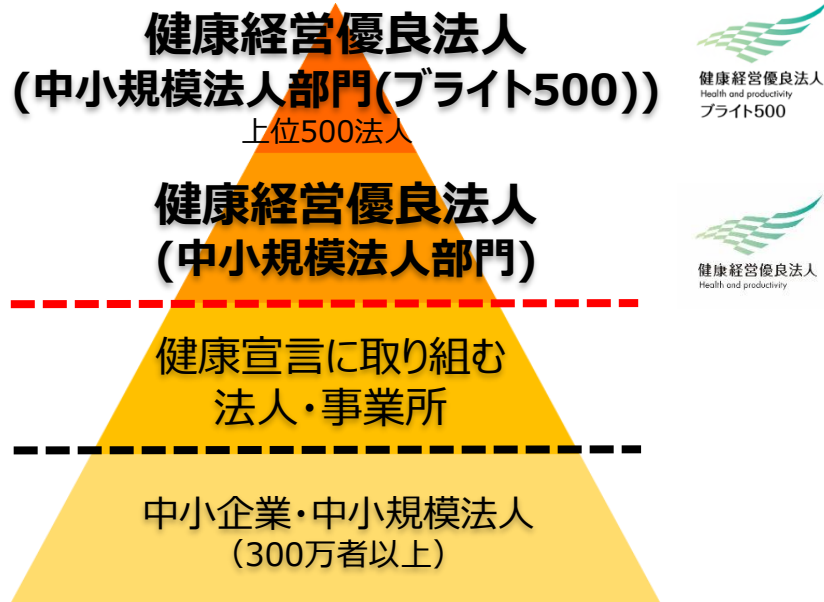 健康経営優良法人
(中小規模法人部門(ブライト500))
上位500法人
健康経営優良法人
Health and productivity
ブライト500
健康経営優良法人
(中小規模法人部門)
健康経営優良法人
Health and productivity
健康宣言に取り組む
法人・事業所
中小企業・中小規模法人
（300万者以上）